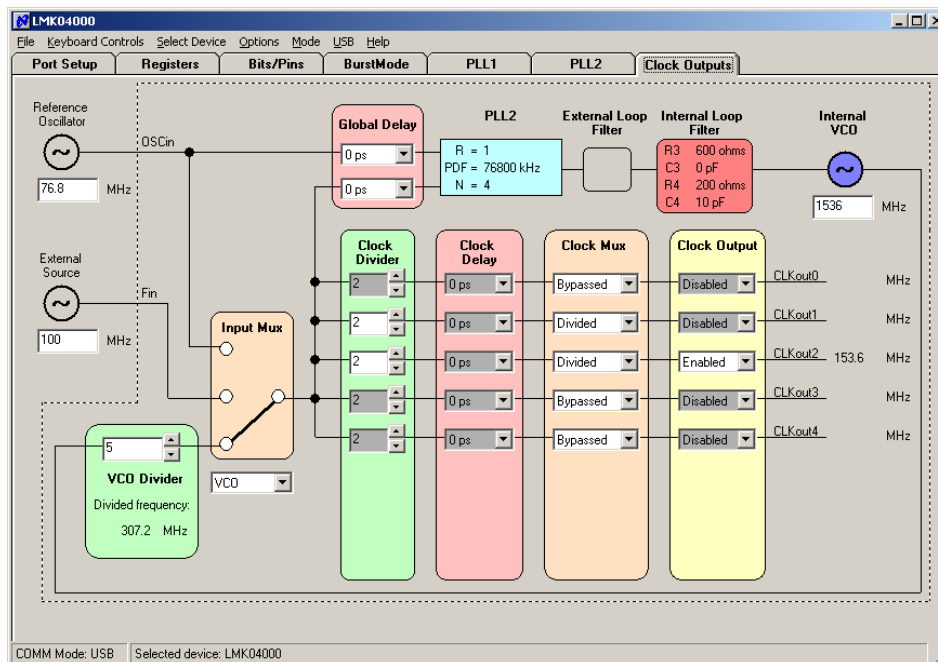 LMK04000
File Keyboard Controls Select Device Options Mode USB Help
Port Setup Registers Bits/Pins BurstMode PLL1 PLL2 Clock Outputs
Reference
Oscillator
76.8 MHz
OSCin
Global Delay
0 ps
0 ps
PLL2
R = 1
PDF = 76800 kHz
N = 4
External Loop
Filter
Internal Loop
Filter
R3 600 ohms
C3 0 pF
R4 200 ohms
C4 10 pF
Internal
VCO
1536 MHz
External
Source
100 MHz
Fin
Input Mux
VCO
5
VCO Divider
Divided frequency:
307.2 MHz
Clock
Divider
Clock
Delay
Clock Mux
Clock Output
2 0 ps Bypassed Disabled CLKout0 MHz
2 0 ps Divided Disabled CLKout1 MHz
2 0 ps Divided Enabled CLKout2 153.6 MHz
2 0 ps Bypassed Disabled CLKout3 MHz
2 0 ps Bypassed Disabled CLKout4 MHz
COMM Mode: USB Selected device: LMK04000